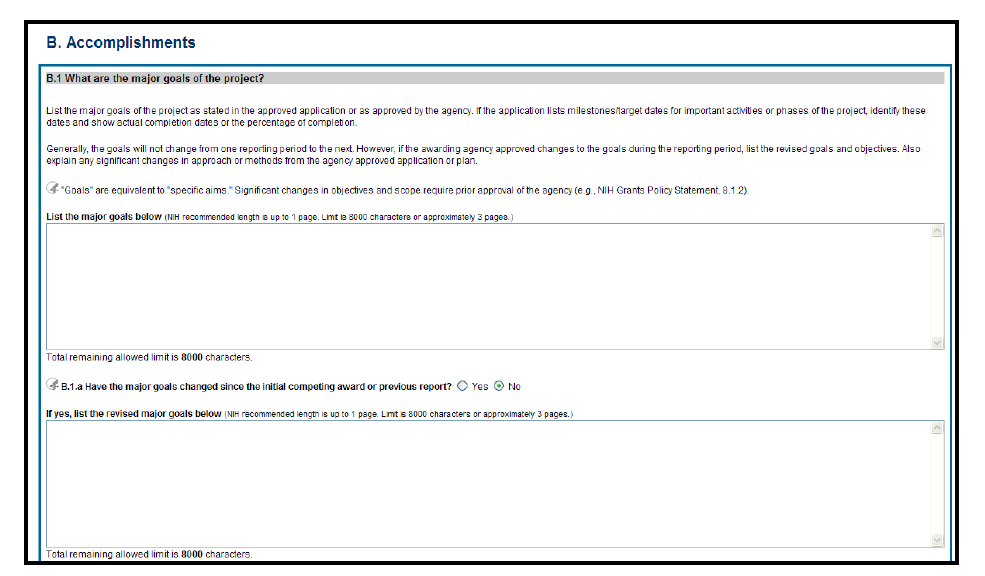 B. Accomplishments
B.1 What are the major goals of the project?
List the major goals of the project as stated in the approved application or as approved by the agency. If the application lists milestones/target dates for important activities or phases of the project, identify these
dates and show actual completion dates or the percentage of completion.
Generally, the goals will not change from one reporting period to the next. However, if the awarding agency approved changes to the goals during the reporting period, list the revised goals and objectives. Also
explain any significant changes in approach or methods from the agency approved application or plan.
"Goals" are equivalent to "specific aims." Significant changes in objectives and scope require prior approval of the agency (e.g., NIH Grants Policy Statement, 8.1.2).
List the major goals below (NIH recommended length is up to 1 page. Limit is 8000 characters or approximately 3 pages.)
Total remaining allowed limit is 8000 characters.
B.1.a Have the major goals changed since the initial competing award or previous report? Yes No
If yes, list the revised major goals below (NIH recommended length is up to 1 page. Limit is 8000 characters or approximately 3 pages.)
Total remaining allowed limit is 8000 characters.